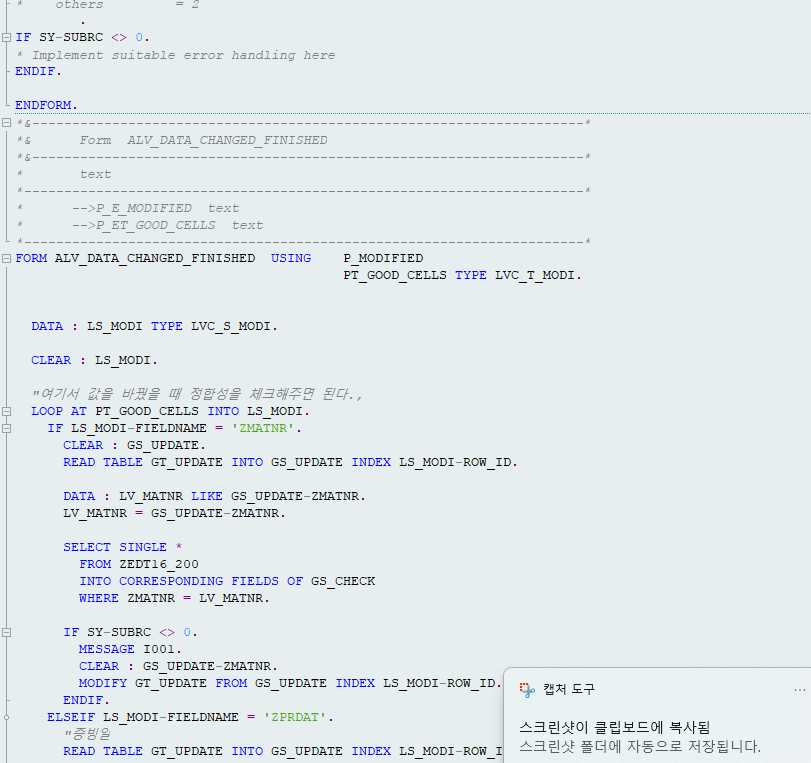 *    others         = 2
.
IF SY-SUBRC <> 0.
* Implement suitable error handling here
ENDIF.
ENDFORM.
*&---------------------------------------------------------------------*
*&      Form  ALV_DATA_CHANGED_FINISHED
*&---------------------------------------------------------------------*
*       text
*----------------------------------------------------------------------*
*      -->P_E_MODIFIED  text
*      -->P_ET_GOOD_CELLS  text
*----------------------------------------------------------------------*
FORM ALV_DATA_CHANGED_FINISHED  USING    P_MODIFIED
PT_GOOD_CELLS TYPE LVC_T_MODI.
DATA : LS_MODI TYPE LVC_S_MODI.
CLEAR : LS_MODI.
"여기서 값을 바꿨을 때 정합성을 체크해주면 된다.,
LOOP AT PT_GOOD_CELLS INTO LS_MODI.
IF LS_MODI-FIELDNAME = 'ZMATNR'.
CLEAR : GS_UPDATE.
READ TABLE GT_UPDATE INTO GS_UPDATE INDEX LS_MODI-ROW_ID.
DATA : LV_MATNR LIKE GS_UPDATE-ZMATNR.
LV_MATNR = GS_UPDATE-ZMATNR.
SELECT SINGLE *
FROM ZEDT16_200
INTO CORRESPONDING FIELDS OF GS_CHECK
WHERE ZMATNR = LV_MATNR.
IF SY-SUBRC <> 0.
MESSAGE I001.
CLEAR : GS_UPDATE-ZMATNR.
MODIFY GT_UPDATE FROM GS_UPDATE INDEX LS_MODI-ROW_ID.
ENDIF.
ELSEIF LS_MODI-FIELDNAME = 'ZPRDAT'.
"증빙을
READ TABLE GT_UPDATE INTO GS_UPDATE INDEX LS_MODI-ROW_I
캡처 도구
...
스크린샷이 클립보드에 복사됨
스크린샷 폴더에 자동으로 저장됩니다.